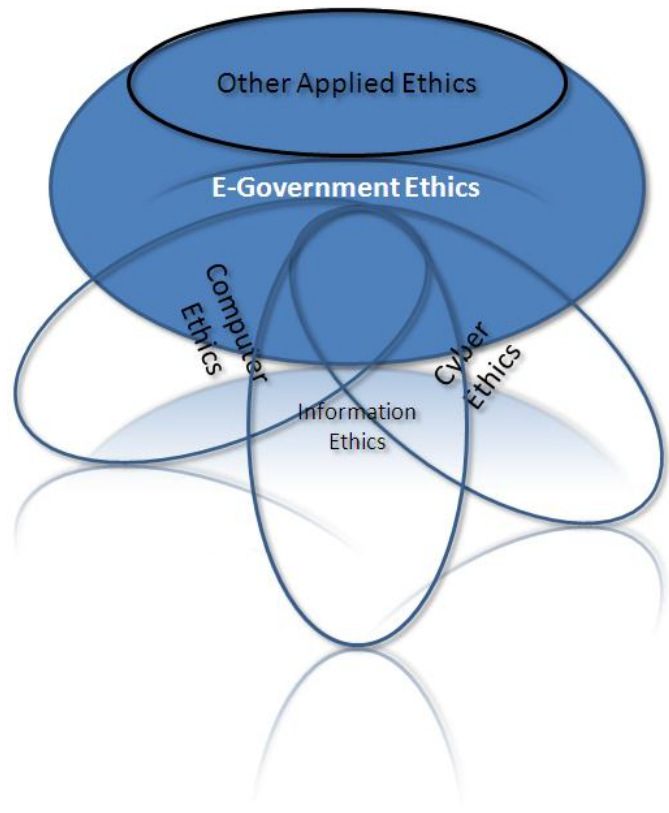 Other Applied Ethics
E-Government Ethics
Computer
Ethics
Cyber
Ethics
Information
Ethics